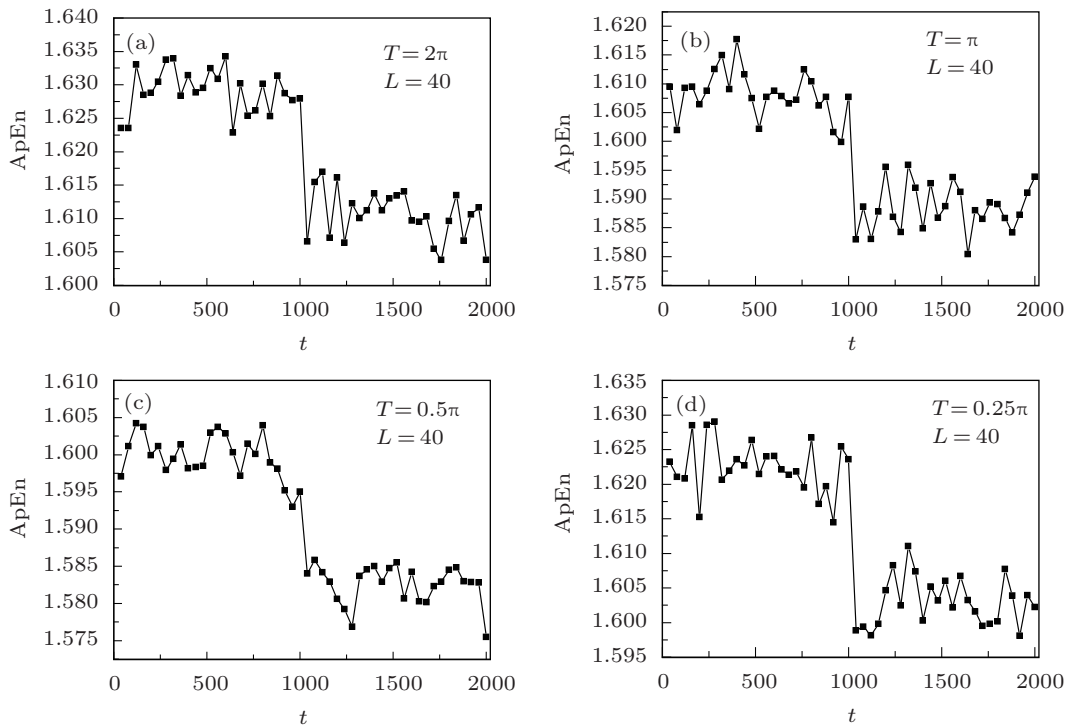 (a)
T = 2π
L = 40
ApEn
1.640
1.635
1.630
1.625
1.620
1.615
1.610
1.605
1.600
0 500 1000 1500 2000
t
(b)
T = π
L = 40
ApEn
1.620
1.615
1.610
1.605
1.600
1.595
1.590
1.585
1.580
1.575
0 500 1000 1500 2000
t
(c)
T = 0.5π
L = 40
ApEn
1.610
1.605
1.600
1.595
1.590
1.585
1.580
1.575
0 500 1000 1500 2000
t
(d)
T = 0.25π
L = 40
ApEn
1.635
1.630
1.625
1.620
1.615
1.610
1.605
1.600
1.595
0 500 1000 1500 2000
t